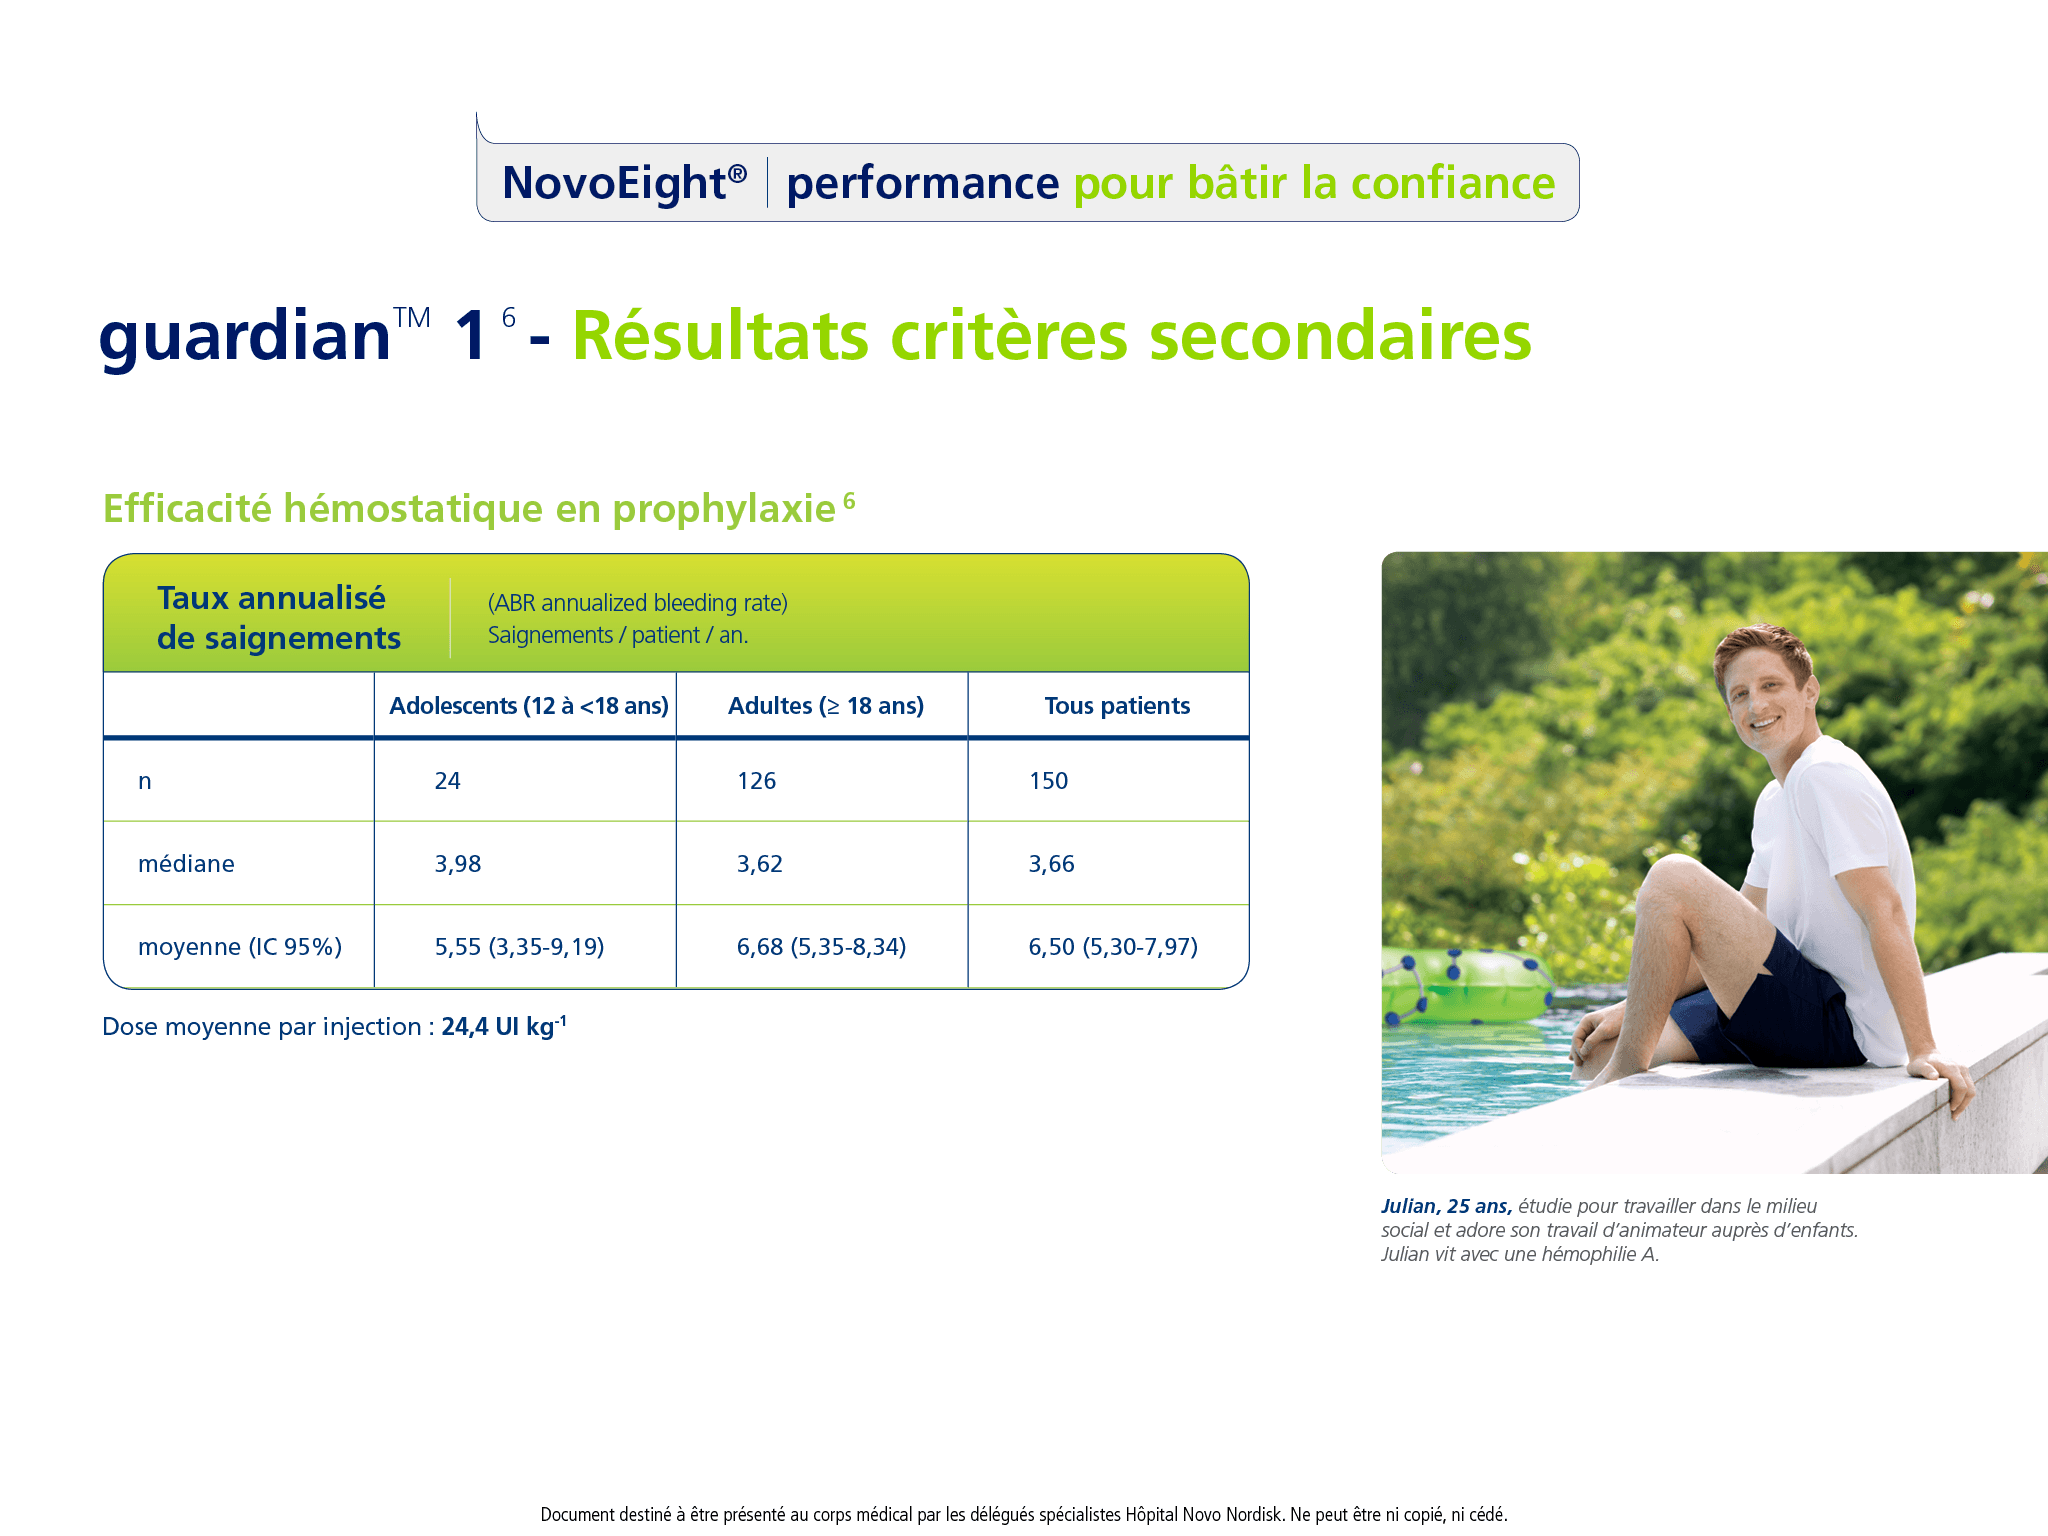 NovoEight® | performance pour bâtir la confiance
guardian™ 1 ⁶ - Résultats critères secondaires
Efficacité hémostatique en prophylaxie ⁶
Taux annualisé
de saignements
(ABR annualized bleeding rate)
Saignements / patient / an.
Adolescents (12 à <18 ans) Adultes (≥ 18 ans) Tous patients
n 24 126 150
médiane 3,98 3,62 3,66
moyenne (IC 95%) 5,55 (3,35-9,19) 6,68 (5,35-8,34) 6,50 (5,30-7,97)
Dose moyenne par injection : 24,4 UI kg⁻¹
Julian, 25 ans, étudie pour travailler dans le milieu
social et adore son travail d’animateur auprès d’enfants.
Julian vit avec une hémophilie A.
Document destiné à être présenté au corps médical par les délégués spécialistes Hôpital Novo Nordisk. Ne peut être ni copié, ni cédé.